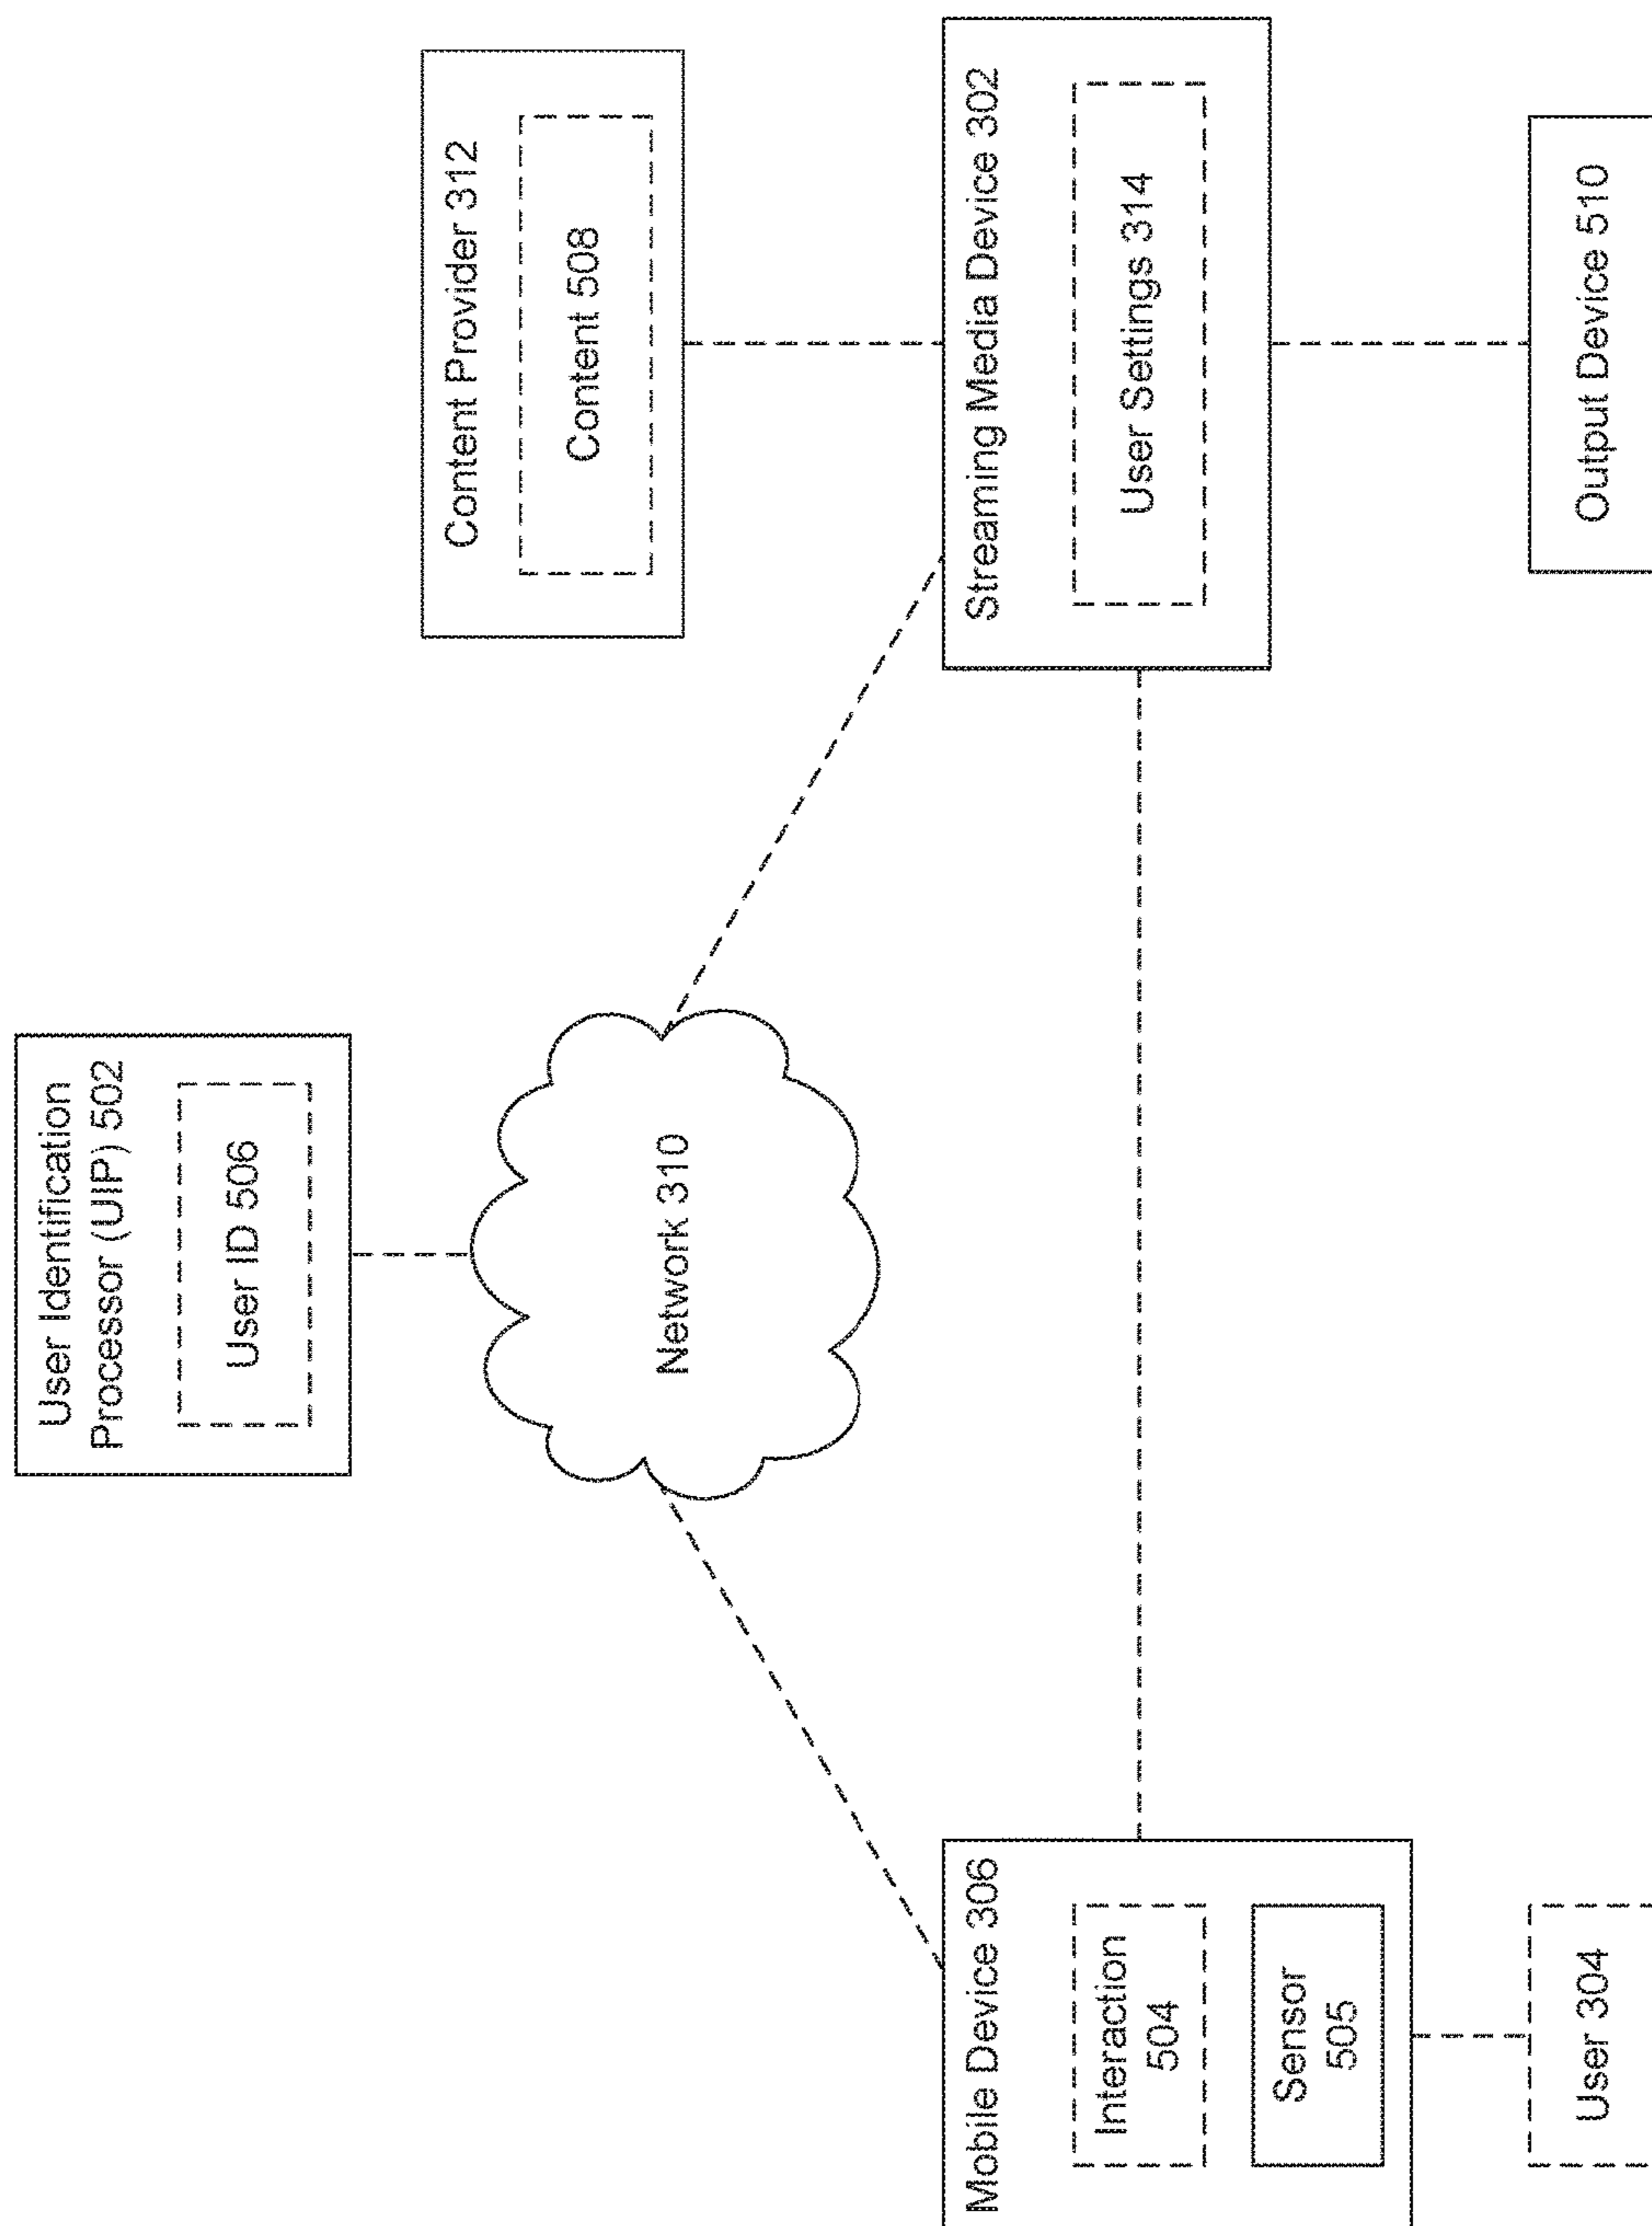 User Identification
Processor (UIP) 502
User ID 506
Content Provider 312
Content 508
Network 310
Mobile Device 306
Interaction
504
Sensor
505
Streaming Media Device 302
User Settings 314
User 304
Output Device 510